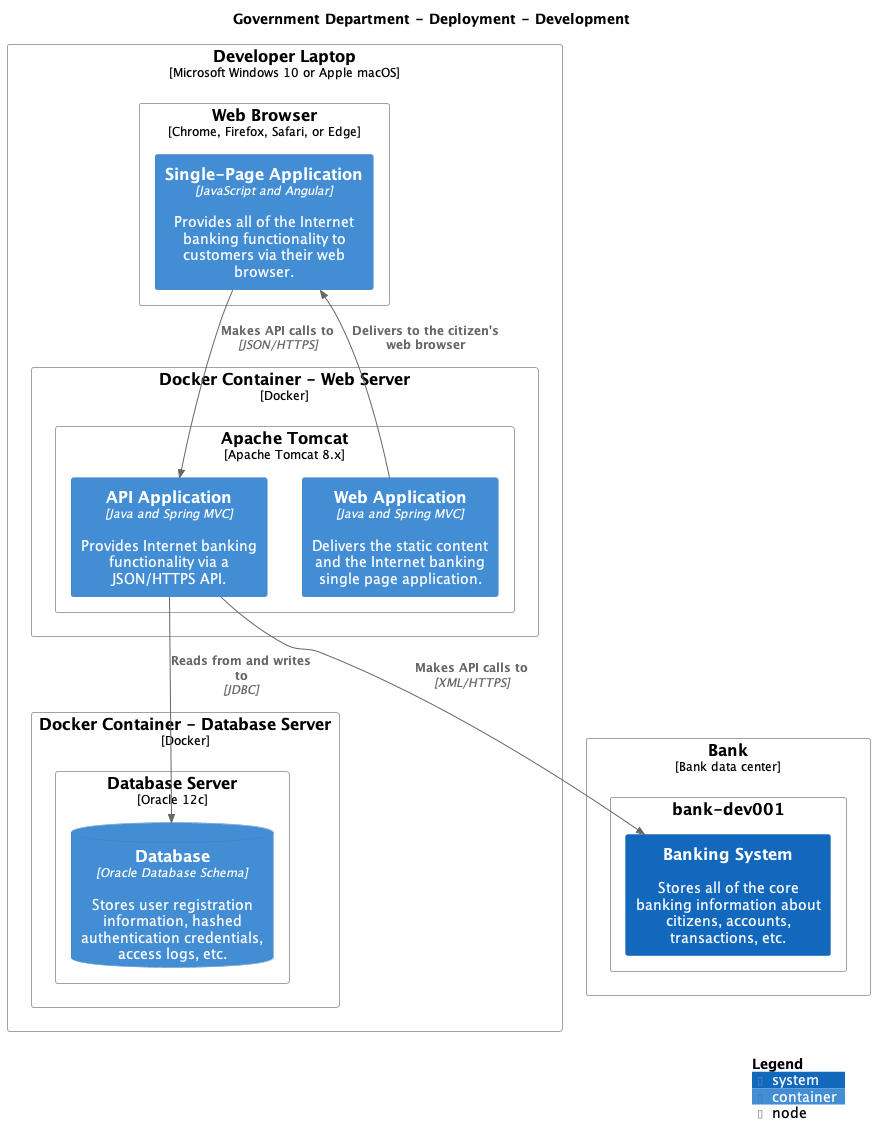 Government Department – Deployment – Development
Developer Laptop
[Microsoft Windows 10 or Apple macOS]
Web Browser
[Chrome, Firefox, Safari, or Edge]
Single-Page Application
[JavaScript and Angular]
Provides all of the Internet
banking functionality to
customers via their web
browser.
Makes API calls to
[JSON/HTTPS]
Delivers to the citizen's
web browser
Docker Container – Web Server
[Docker]
Apache Tomcat
[Apache Tomcat 8.x]
API Application
[Java and Spring MVC]
Provides Internet banking
functionality via a
JSON/HTTPS API.
Web Application
[Java and Spring MVC]
Delivers the static content
and the Internet banking
single page application.
Reads from and writes
to
[JDBC]
Makes API calls to
[XML/HTTPS]
Docker Container – Database Server
[Docker]
Database Server
[Oracle 12c]
Database
[Oracle Database Schema]
Stores user registration
information, hashed
authentication credentials,
access logs, etc.
Bank
[Bank data center]
bank-dev001
Banking System
Stores all of the core
banking information about
citizens, accounts,
transactions, etc.
Legend
system
container
node